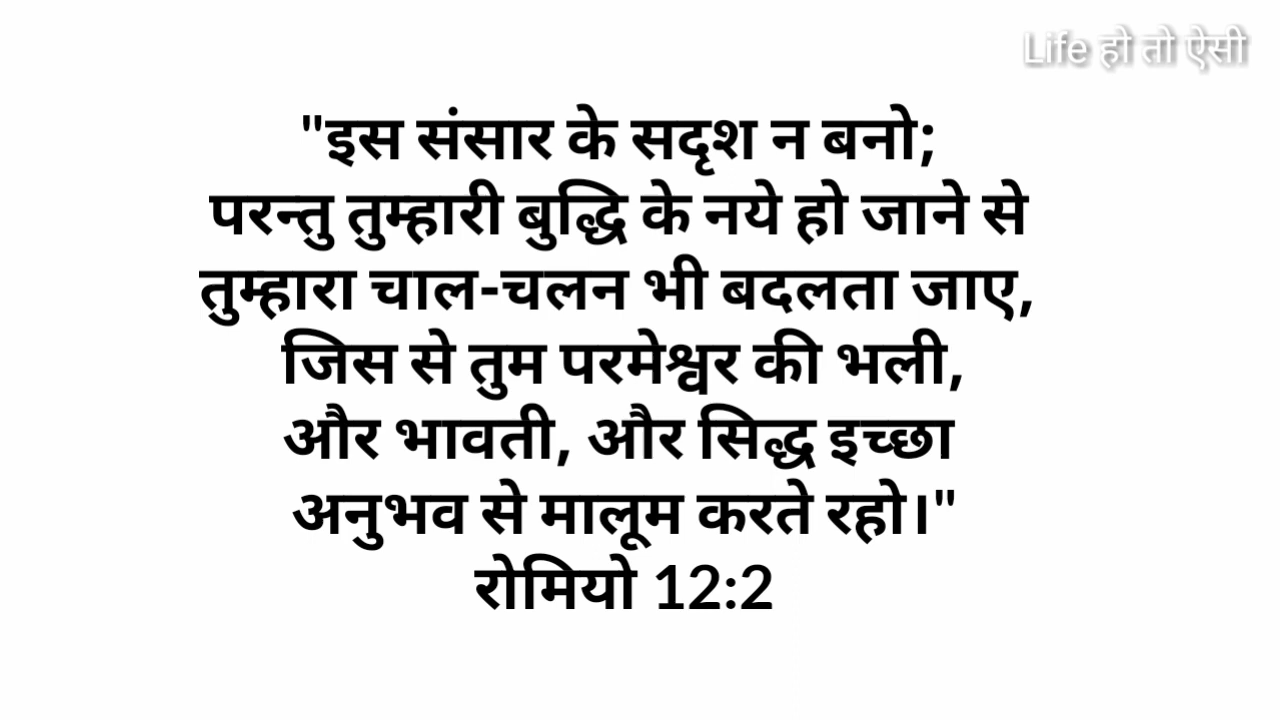 Life हो तो ऐसी
"इस संसार के सदृश न बनो;
परन्तु तुम्हारी बुद्धि के नये हो जाने से
तुम्हारा चाल-चलन भी बदलता जाए,
जिस से तुम परमेश्वर की भली,
और भावती, और सिद्ध इच्छा
अनुभव से मालूम करते रहो।"
रोमियो 12:2